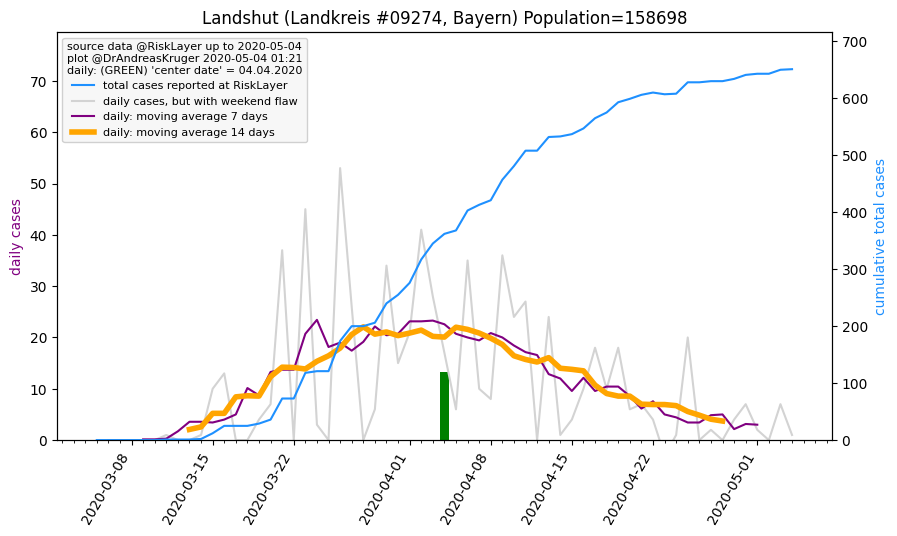 Landshut (Landkreis #09274, Bayern) Population=158698
source data @RiskLayer up to 2020-05-04
plot @DrAndreasKruger 2020-05-04 01:21
daily: (GREEN) 'center date' = 04.04.2020
total cases reported at RiskLayer
daily cases, but with weekend flaw
daily: moving average 7 days
daily: moving average 14 days
daily cases
70
60
50
40
30
20
10
0
700
600
500
400
300
200
100
0
cumulative total cases
2020-03-08
2020-03-15
2020-03-22
2020-04-01
2020-04-08
2020-04-15
2020-04-22
2020-05-01